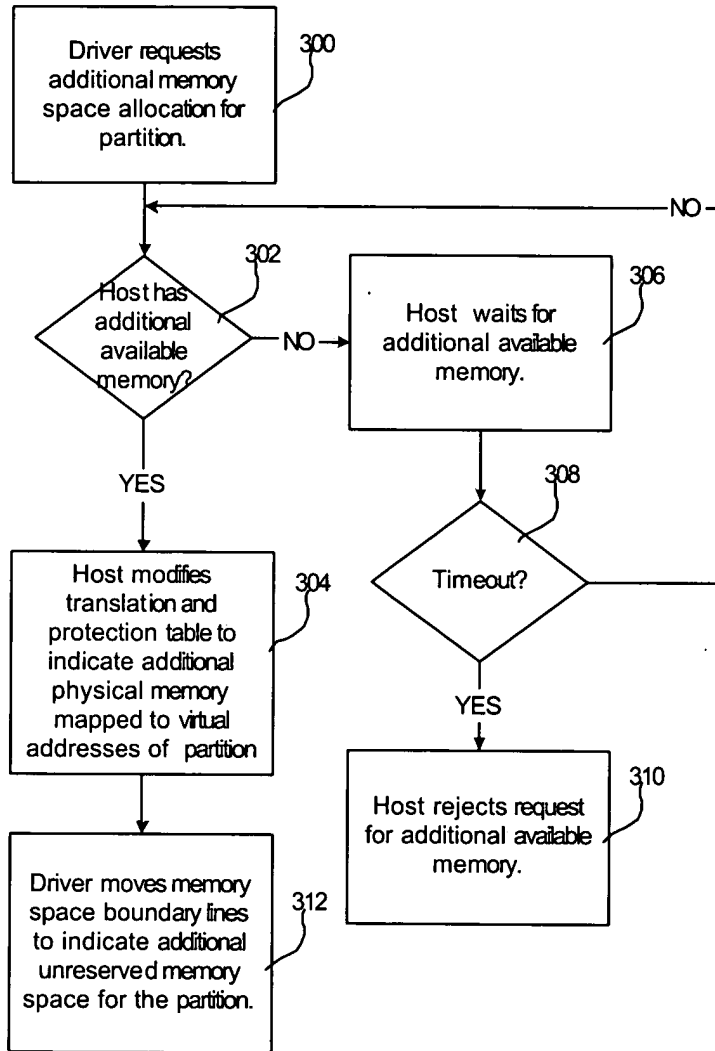 Driver requests
additional memory
space allocation for
partition.
300
NO
302
Host has
additional
available
memory?
NO
Host waits for
additional available
memory.
306
YES
308
Timeout?
Host modifies
translation and
protection table to
indicate additional
physical memory
mapped to virtual
addresses of partition
304
YES
310
Host rejects request
for additional available
memory.
Driver moves memory
space boundary lines
to indicate additional
unreserved memory
space for the partition.
312